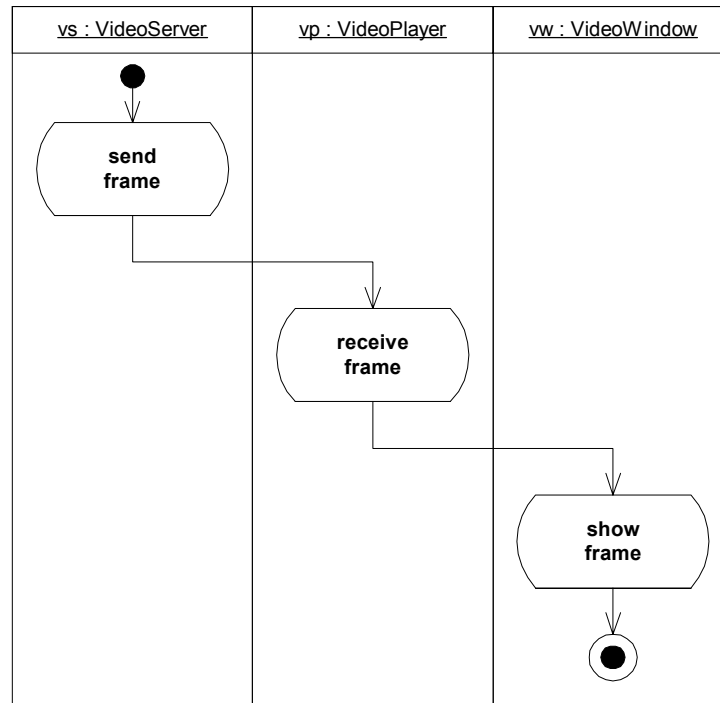 vs : VideoServer
vp : VideoPlayer
vw : VideoWindow
send
frame
receive
frame
show
frame